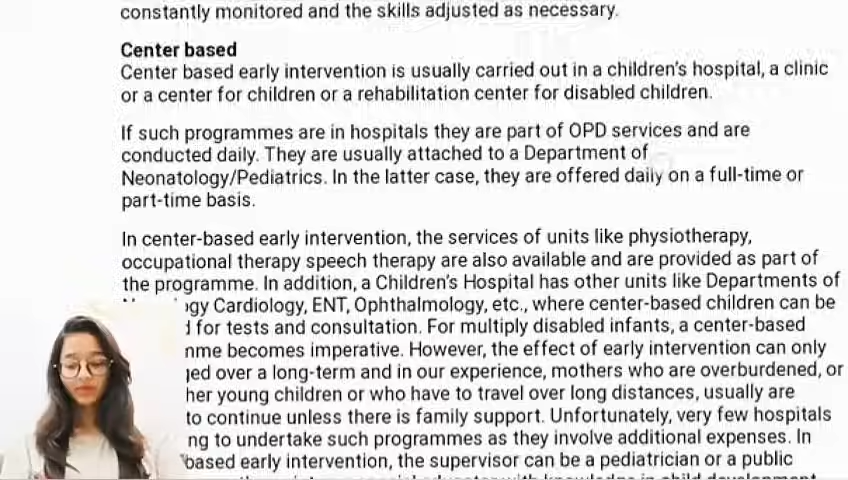 constantly monitored and the skills adjusted as necessary.
Center based
Center based early intervention is usually carried out in a children's hospital, a clinic
or a center for children or a rehabilitation center for disabled children.
If such programmes are in hospitals they are part of OPD services and are
conducted daily. They are usually attached to a Department of
Neonatology/Pediatrics. In the latter case, they are offered daily on a full-time or
part-time basis.
In center-based early intervention, the services of units like physiotherapy,
occupational therapy speech therapy are also available and are provided as part of
the programme. In addition, a Children's Hospital has other units like Departments of
Cardiology, ENT, Ophthalmology, etc., where center-based children can be
for tests and consultation. For multiply disabled infants, a center-based
becomes imperative. However, the effect of early intervention can only
over a long-term and in our experience, mothers who are overburdened, or
young children or who have to travel over long distances, usually are
to continue unless there is family support. Unfortunately, very few hospitals
to undertake such programmes as they involve additional expenses. In
based early intervention, the supervisor can be a pediatrician or a public